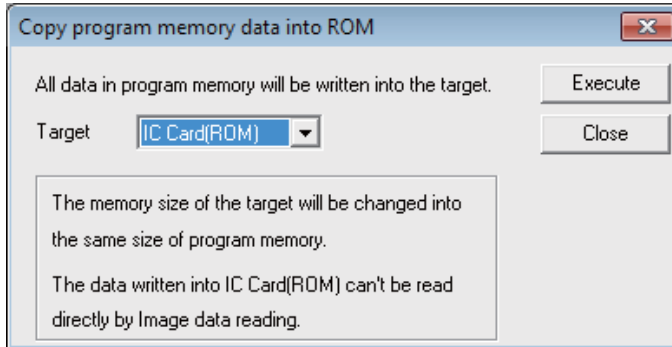 Copy program memory data into ROM
All data in program memory will be written into the target.
Execute
Target
IC Card(ROM)
Close
The memory size of the target will be changed into
the same size of program memory.
The data written into IC Card(ROM) can't be read
directly by Image data reading.